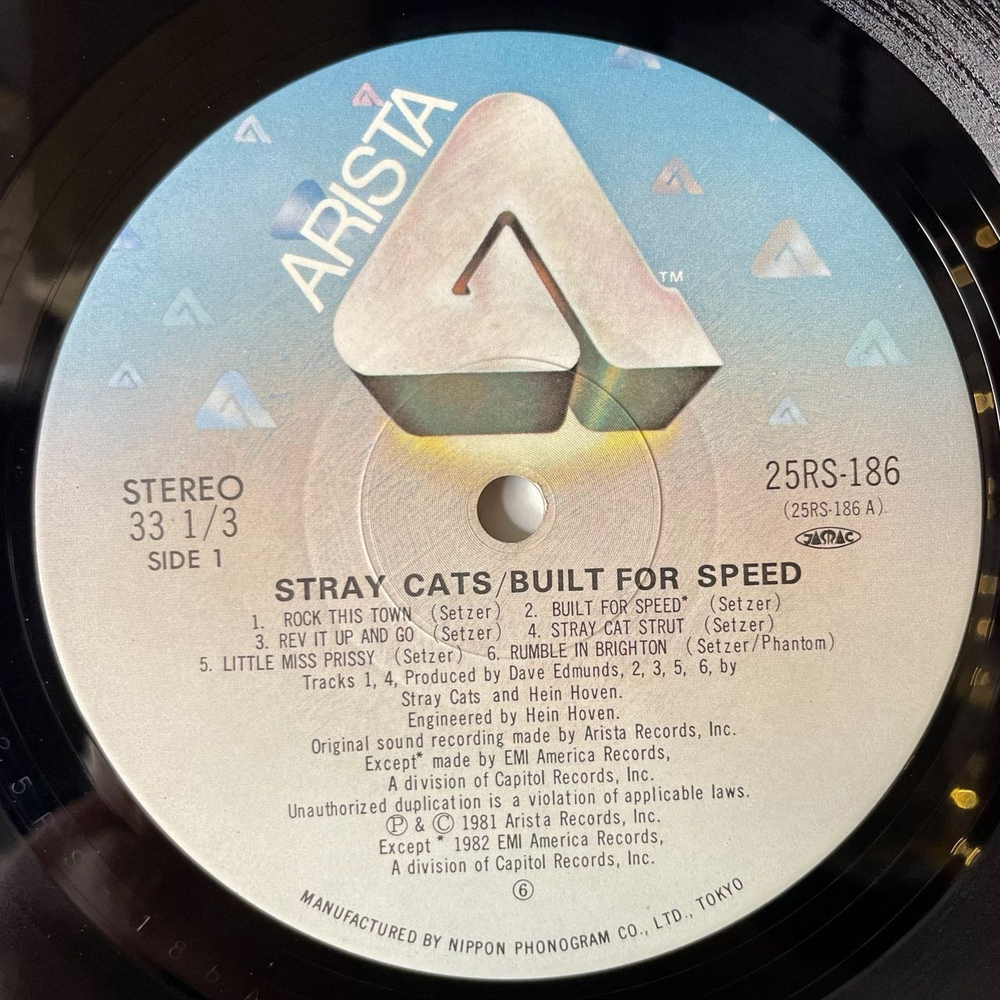 ARISTA
TM
STEREO
33 1/3
SIDE 1
25RS-186
(25RS-186 A)
JASRAC
STRAY CATS/BUILT FOR SPEED
1. ROCK THIS TOWN (Setzer) 2. BUILT FOR SPEED* (Setzer)
3. REV IT UP AND GO (Setzer) 4. STRAY CAT STRUT (Setzer)
5. LITTLE MISS PRISSY (Setzer) 6. RUMBLE IN BRIGHTON (Setzer/Phantom)
Tracks 1, 4, Produced by Dave Edmunds, 2, 3, 5, 6, by
Stray Cats and Hein Hoven.
Engineered by Hein Hoven.
Original sound recording made by Arista Records, Inc.
Except* made by EMI America Records,
A division of Capitol Records, Inc.
Unauthorized duplication is a violation of applicable laws.
Ⓟ & Ⓒ 1981 Arista Records, Inc.
Except * 1982 EMI America Records,
A division of Capitol Records, Inc.
⑥
MANUFACTURED BY NIPPON PHONOGRAM CO., LTD., TOKYO